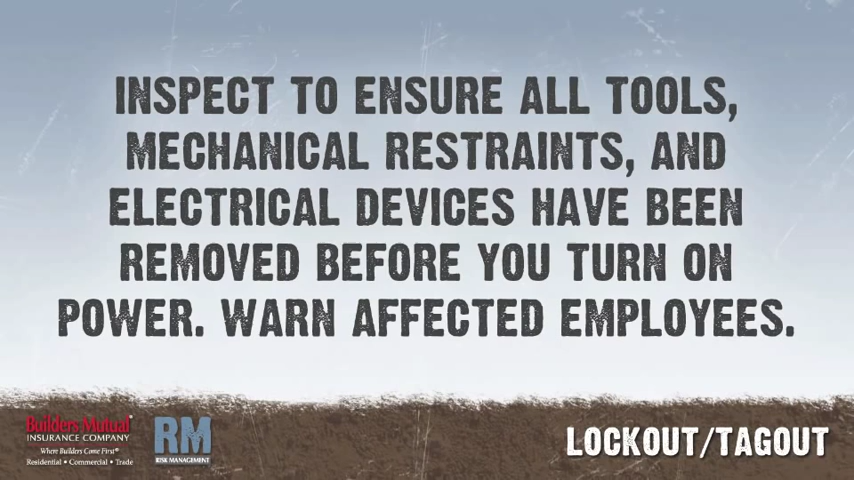 INSPECT TO ENSURE ALL TOOLS,
MECHANICAL RESTRAINTS, AND
ELECTRICAL DEVICES HAVE BEEN
REMOVED BEFORE YOU TURN ON
POWER. WARN AFFECTED EMPLOYEES.
Builders Mutual®
INSURANCE COMPANY
Where Builders Come First®
Residential • Commercial • Trade
RM
RISK MANAGEMENT
LOCKOUT/TAGOUT